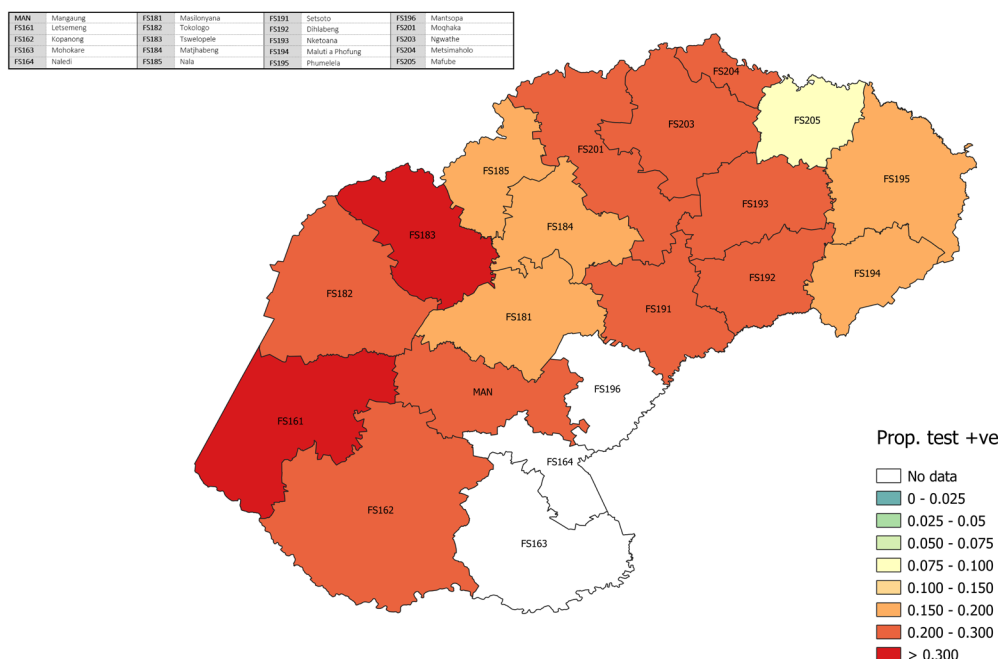 MAN Mangaung FS181 Masilonyana FS191 Setsoto FS196 Mantsopa
FS161 Letsemeng FS182 Tokologo FS192 Dihlabeng FS201 Moqhaka
FS162 Kopanong FS183 Tswelopele FS193 Nketoana FS203 Ngwathe
FS163 Mohokare FS184 Matjhabeng FS194 Maluti a Phofung FS204 Metsimaholo
FS164 Naledi FS185 Nala FS195 Phumelela FS205 Mafube
FS204
FS205
FS203
FS201
FS185
FS195
FS193
FS184
FS183
FS194
FS192
FS182
FS191
FS181
FS196
MAN
FS161
FS164
FS162
FS163
Prop. test +ve
No data
0 - 0.025
0.025 - 0.05
0.050 - 0.075
0.075 - 0.100
0.100 - 0.150
0.150 - 0.200
0.200 - 0.300
> 0.300